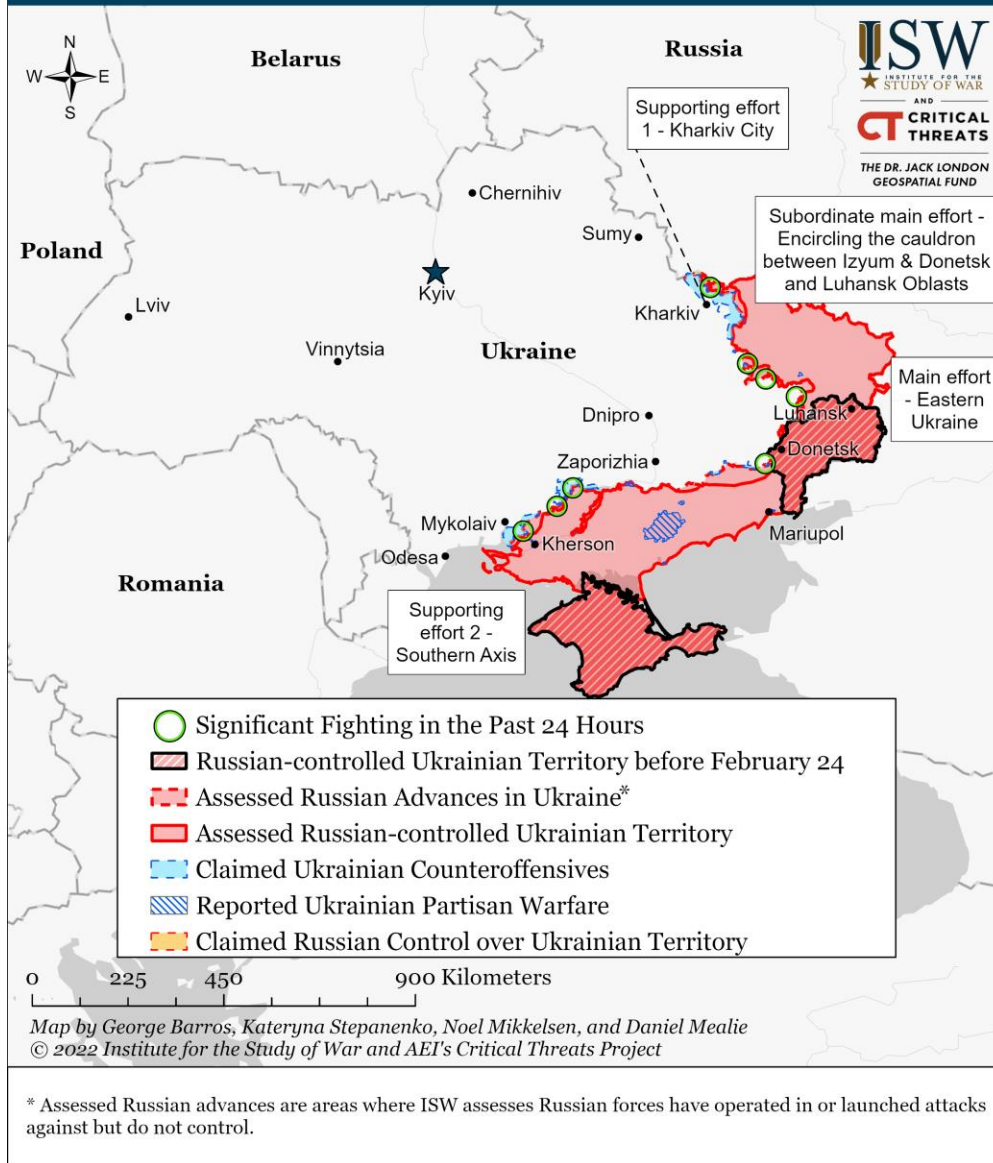 N
W E
S
Belarus
Russia
ISW
INSTITUTE FOR THE
STUDY OF WAR
AND
CT CRITICAL
THREATS
THE DR. JACK LONDON
GEOSPATIAL FUND
Supporting effort
1 - Kharkiv City
Chernihiv
Sumy
Subordinate main effort -
Encircling the cauldron
between Izyum & Donetsk
and Luhansk Oblasts
Poland
Kyiv
Lviv
Kharkiv
Vinnytsia
Ukraine
Main effort
- Eastern
Ukraine
Dnipro
Luhansk
Donetsk
Zaporizhia
Mykolaiv
Mariupol
Kherson
Odesa
Romania
Supporting
effort 2 -
Southern Axis
Significant Fighting in the Past 24 Hours
Russian-controlled Ukrainian Territory before February 24
Assessed Russian Advances in Ukraine*
Assessed Russian-controlled Ukrainian Territory
Claimed Ukrainian Counteroffensives
Reported Ukrainian Partisan Warfare
Claimed Russian Control over Ukrainian Territory
0 225 450 900 Kilometers
Map by George Barros, Kateryna Stepanenko, Noel Mikkelsen, and Daniel Mealie
© 2022 Institute for the Study of War and AEI's Critical Threats Project
* Assessed Russian advances are areas where ISW assesses Russian forces have operated in or launched attacks
against but do not control.